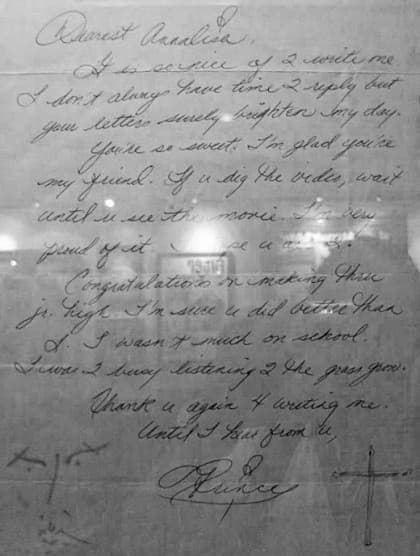 Dearest Annalisa,
It is so nice of 2 write me
I don't always have time 2 reply but
your letters surely brighten my day.
You're so sweet. I'm glad you're
my friend. If u dig the video, wait
until u see the movie. I'm very
proud of it
Congratulations on making thru
jr. high. I'm sure u did better than
I. I wasn't much on school.
I was 2 busy listening 2 the grass grow.
Thank u again 4 writing me.
Until I hear from u,
Prince